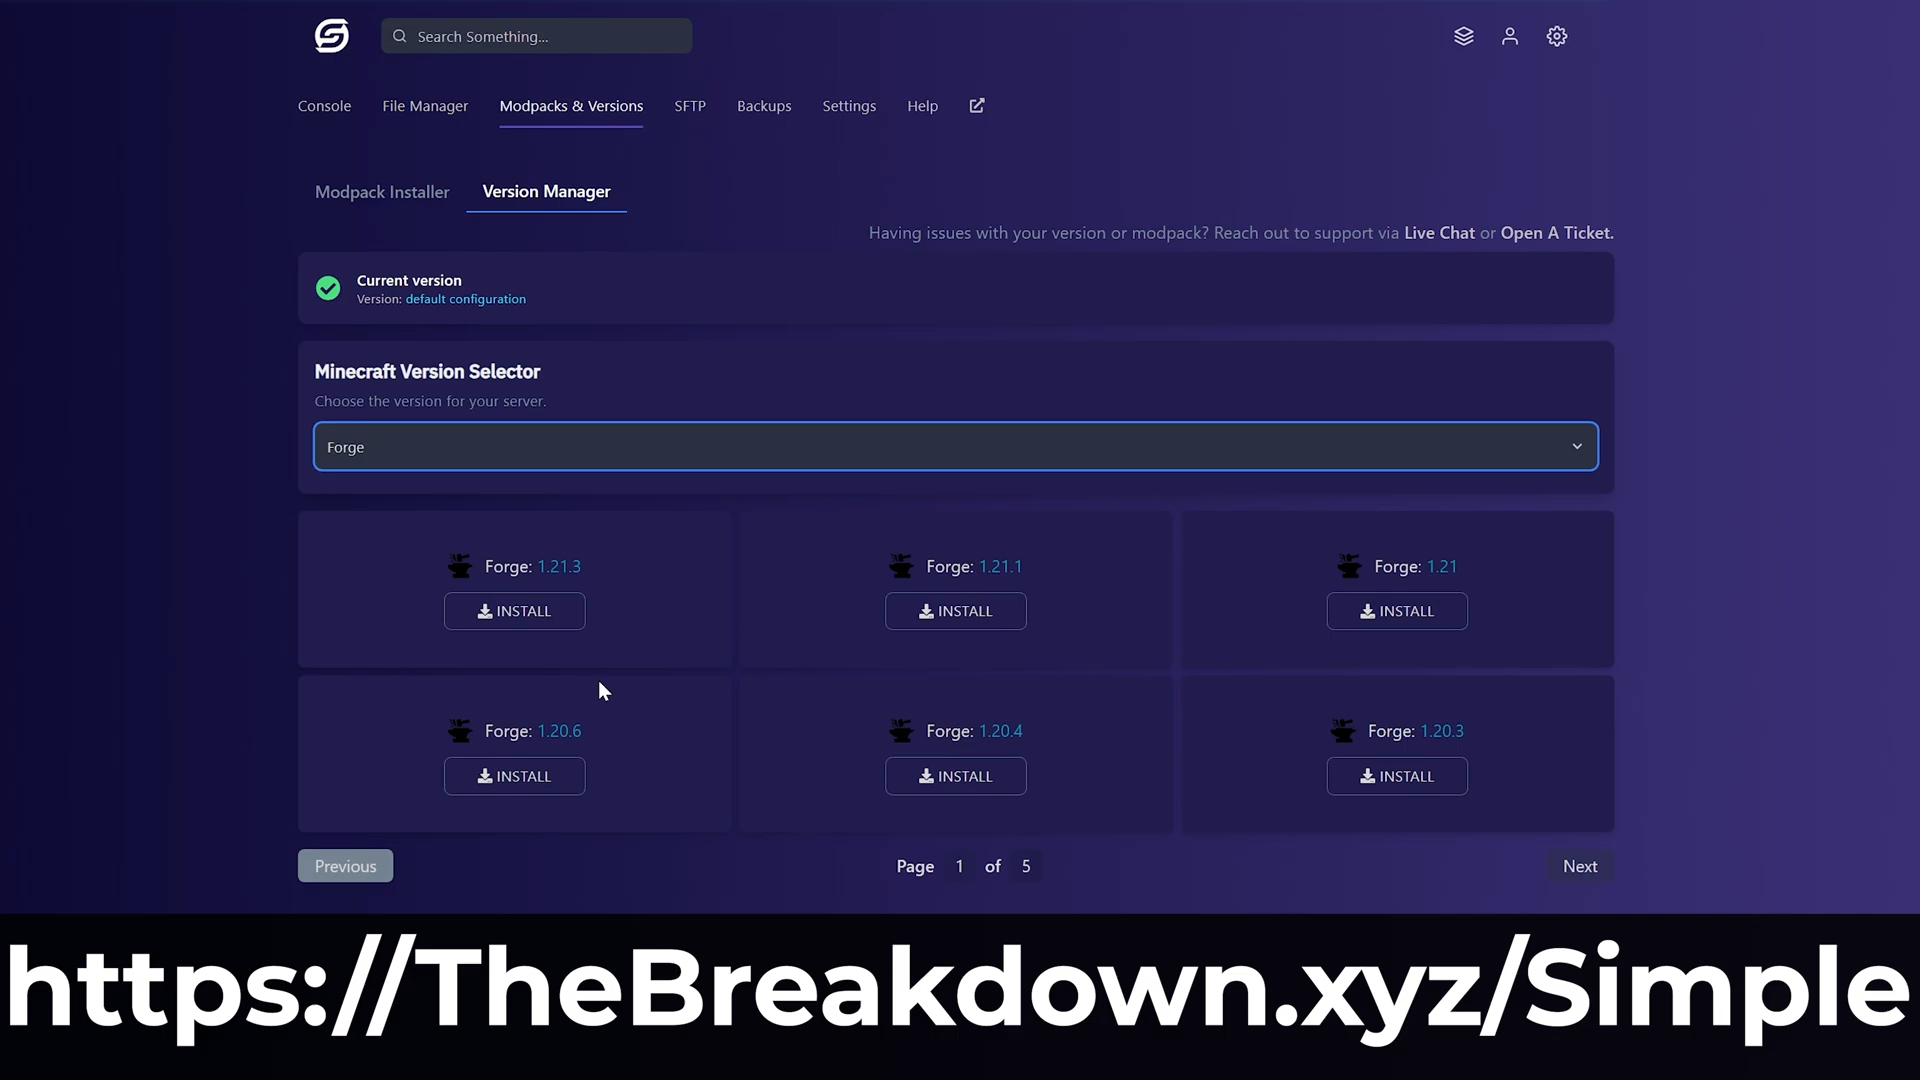 Search Something...
Console File Manager Modpacks & Versions SFTP Backups Settings Help
Modpack Installer Version Manager
Having issues with your version or modpack? Reach out to support via Live Chat or Open A Ticket.
Current version
Version: default configuration
Minecraft Version Selector
Choose the version for your server.
Forge
Forge: 1.21.3 Forge: 1.21.1 Forge: 1.21
INSTALL INSTALL INSTALL
Forge: 1.20.6 Forge: 1.20.4 Forge: 1.20.3
INSTALL INSTALL INSTALL
Previous Page 1 of 5 Next
https://TheBreakdown.xyz/Simple